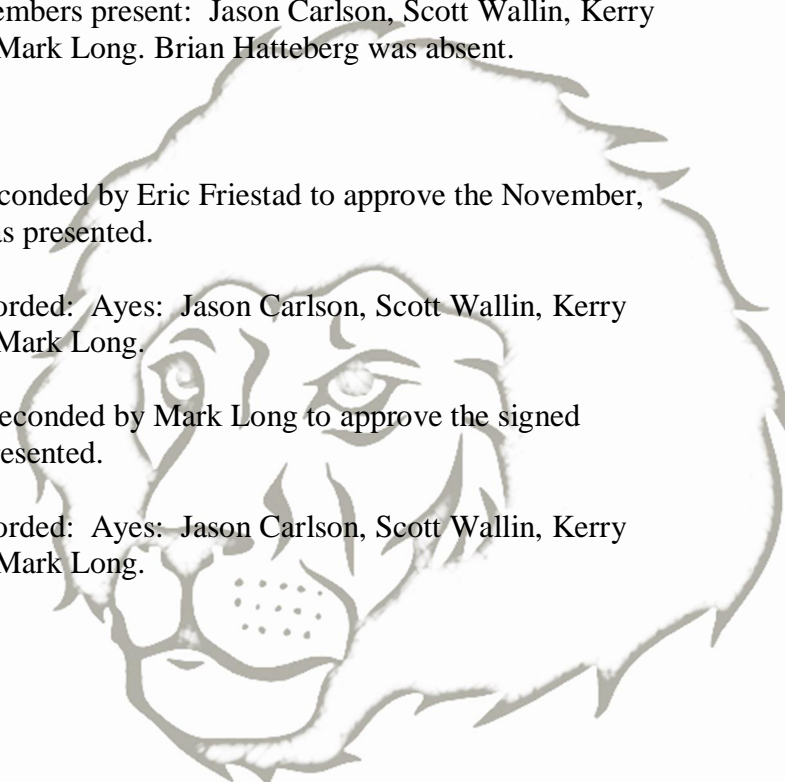 embers present: Jason Carlson, Scott Wallin, Kerry
Mark Long. Brian Hatteberg was absent.
conded by Eric Friestad to approve the November,
as presented.
orded: Ayes: Jason Carlson, Scott Wallin, Kerry
Mark Long.
econded by Mark Long to approve the signed
esented.
orded: Ayes: Jason Carlson, Scott Wallin, Kerry
Mark Long.